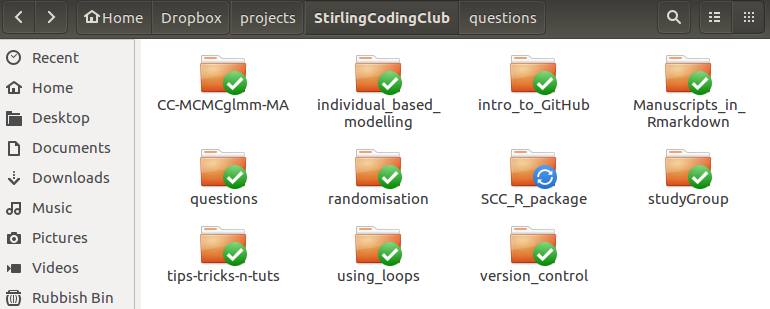 Home Dropbox projects StirlingCodingClub questions
Recent
Home
Desktop
Documents
Downloads
Music
Pictures
Videos
Rubbish Bin
CC-MCMCglmm-MA
individual_based_
modelling
intro_to_GitHub
Manuscripts_in_
Rmarkdown
questions
randomisation
SCC_R_package
studyGroup
tips-tricks-n-tuts
using_loops
version_control